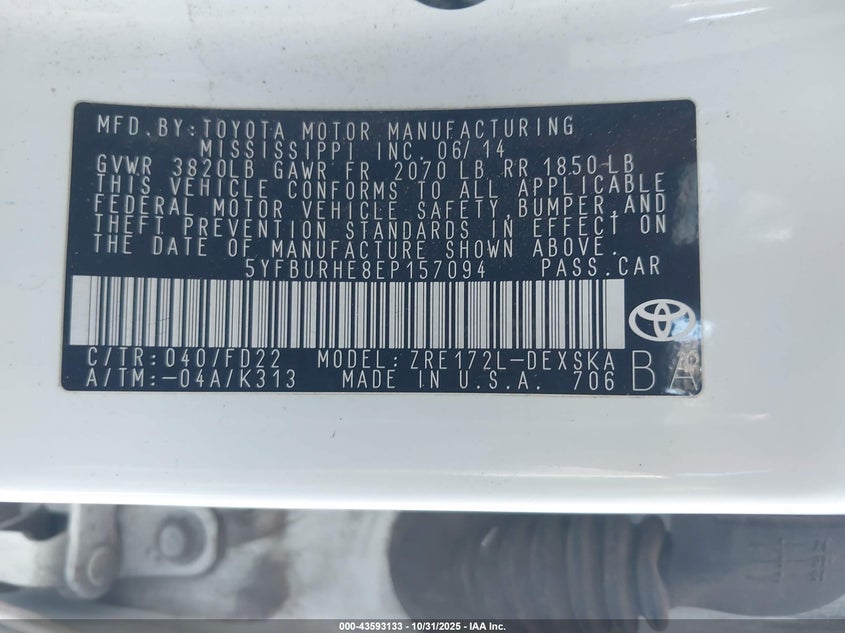 MFD.BY:TOYOTA MOTOR MANUFACTURING
MISSISSIPPI INC. 06/14
GVWR 3820LB GAWR FR 2070 LB RR 1850 LB
THIS VEHICLE CONFORMS TO ALL APPLICABLE
FEDERAL MOTOR VEHICLE SAFETY,BUMPER,AND
THEFT PREVENTION STANDARDS IN EFFECT ON
THE DATE OF MANUFACTURE SHOWN ABOVE.
5YFBURHE8EP157094 PASS.CAR
C/TR:040/FD22 MODEL:ZRE172L-DEXSKA
A/TM:-04A/K313 MADE IN U.S.A. 706
BA
000-43593133 - 10/31/2025 - IAA Inc.